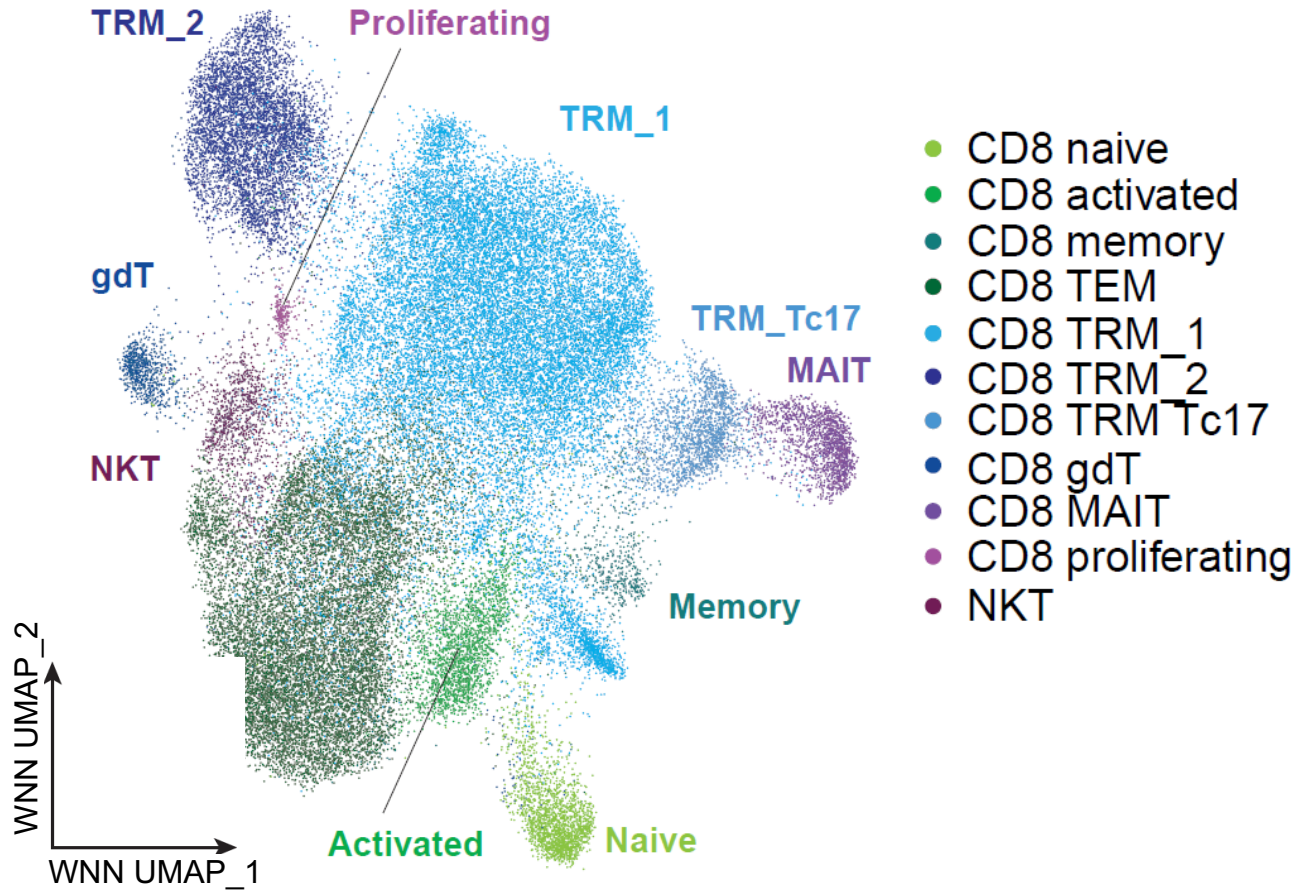 TRM_2
Proliferating
TRM_1
gdT
TRM_Tc17
MAIT
NKT
Memory
Activated
Naive
WNN UMAP_2
WNN UMAP_1
CD8 naive
CD8 activated
CD8 memory
CD8 TEM
CD8 TRM_1
CD8 TRM_2
CD8 TRM_Tc17
CD8 gdT
CD8 MAIT
CD8 proliferating
NKT